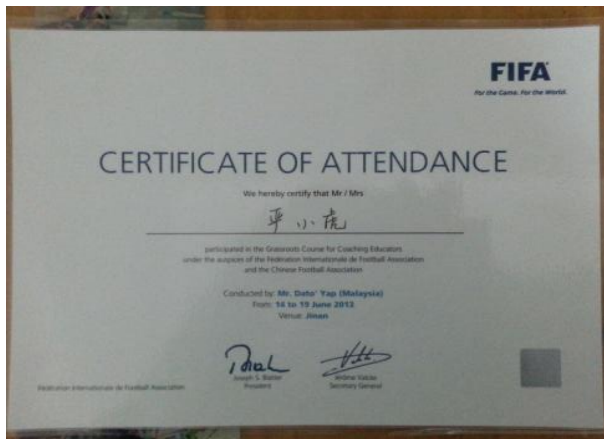 FIFA
For the Game. For the World.
CERTIFICATE OF ATTENDANCE
We hereby certify that Mr / Mrs
平小虎
participated in the Grassroots Course for Coaching Educators
under the auspices of the Fédération Internationale de Football Association
and the Chinese Football Association
Conducted by: Mr. Dato' Yap (Malaysia)
From: 16 to 19 June 2013
Venue: Jinan
Joseph S. Blatter
President
Jérôme Valcke
Secretary General
Fédération Internationale de Football Association